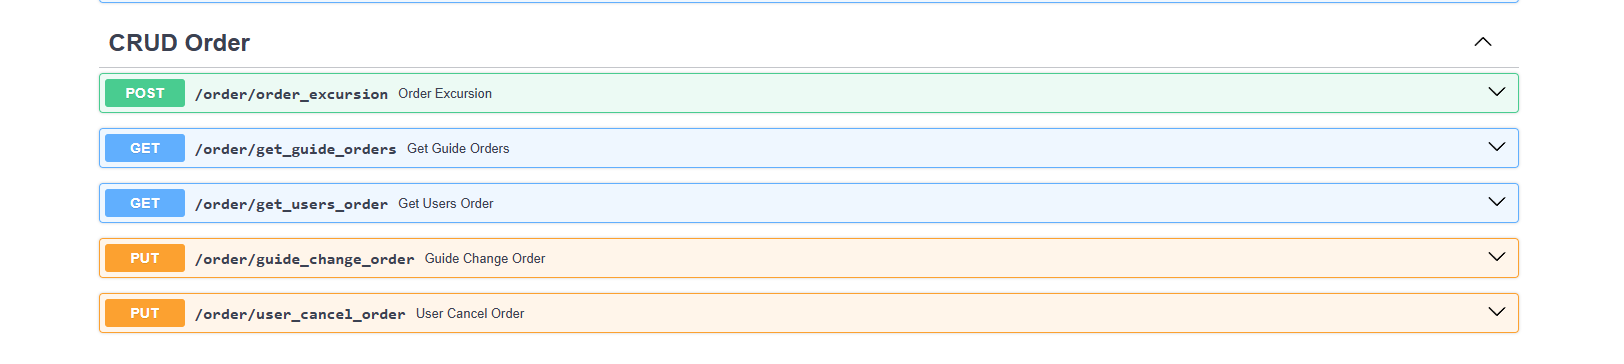 CRUD Order
POST /order/order_excursion Order Excursion
GET /order/get_guide_orders Get Guide Orders
GET /order/get_users_order Get Users Order
PUT /order/guide_change_order Guide Change Order
PUT /order/user_cancel_order User Cancel Order